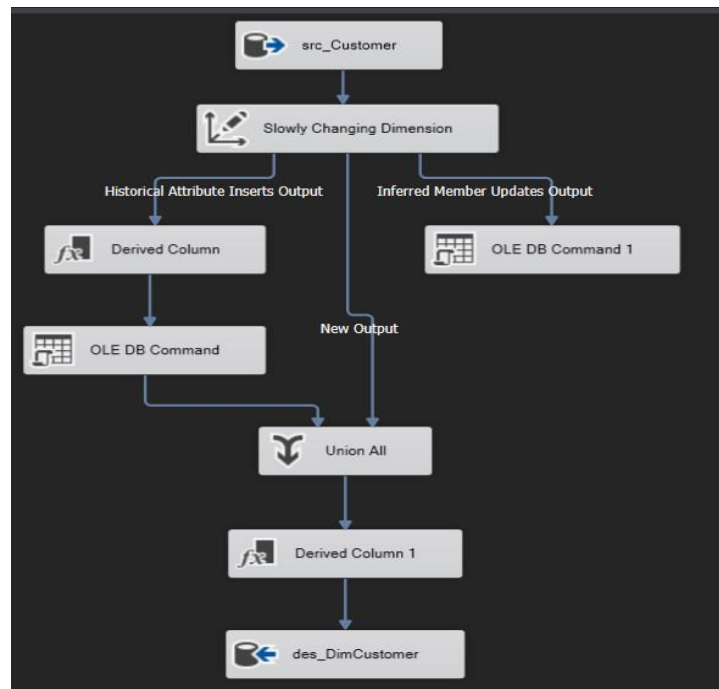 src_Customer
Slowly Changing Dimension
Historical Attribute Inserts Output
Inferred Member Updates Output
Derived Column
OLE DB Command 1
New Output
OLE DB Command
Union All
Derived Column 1
des_DimCustomer